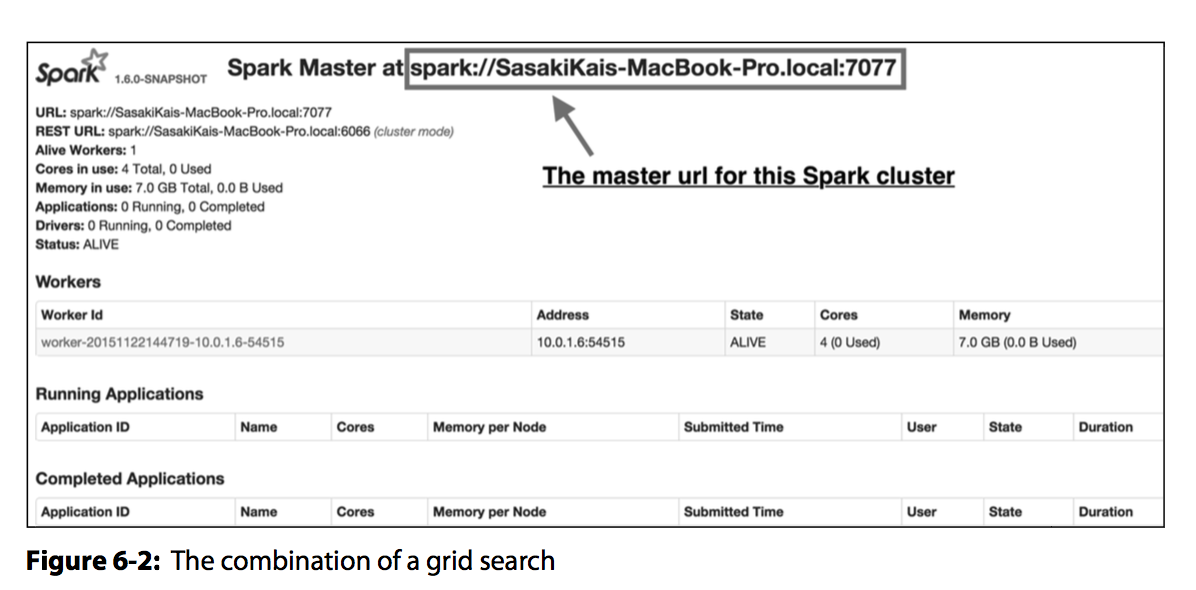 Spark 1.6.0-SNAPSHOT Spark Master at spark://SasakiKais-MacBook-Pro.local:7077
URL: spark://SasakiKais-MacBook-Pro.local:7077
REST URL: spark://SasakiKais-MacBook-Pro.local:6066 (cluster mode)
Alive Workers: 1
Cores in use: 4 Total, 0 Used
Memory in use: 7.0 GB Total, 0.0 B Used
Applications: 0 Running, 0 Completed
Drivers: 0 Running, 0 Completed
Status: ALIVE
The master url for this Spark cluster
Workers
Worker Id Address State Cores Memory
worker-20151122144719-10.0.1.6-54515 10.0.1.6:54515 ALIVE 4 (0 Used) 7.0 GB (0.0 B Used)
Running Applications
Application ID Name Cores Memory per Node Submitted Time User State Duration
Completed Applications
Application ID Name Cores Memory per Node Submitted Time User State Duration
Figure 6-2: The combination of a grid search